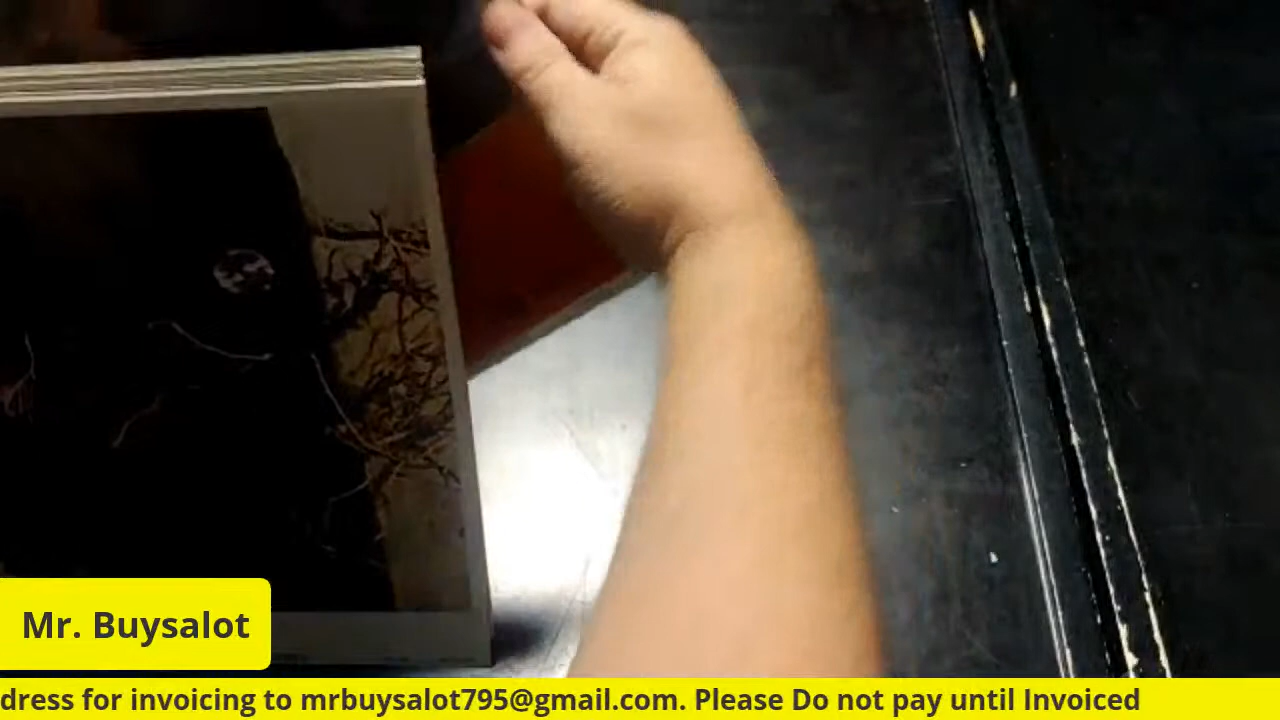 Mr. Buysalot
dress for invoicing to mrbuysalot795@gmail.com. Please Do not pay until Invoiced